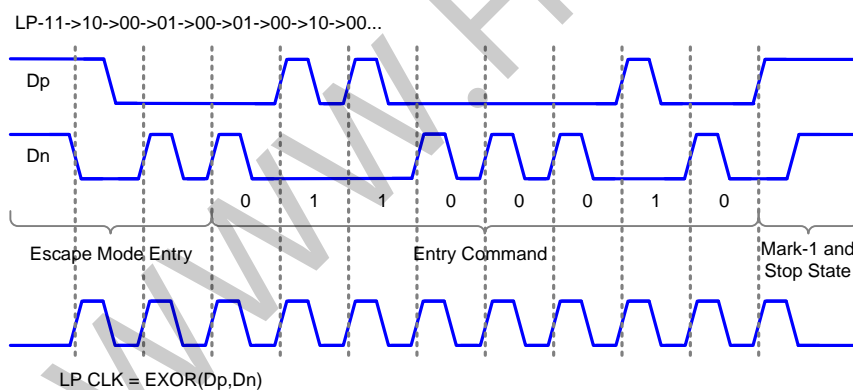 LP-11->10->00->01->00->01->00->10->00...
Dp
Dn
0 1 1 0 0 0 1 0
Escape Mode Entry
Entry Command
Mark-1 and
Stop State
LP CLK = EXOR(Dp,Dn)
WWW.